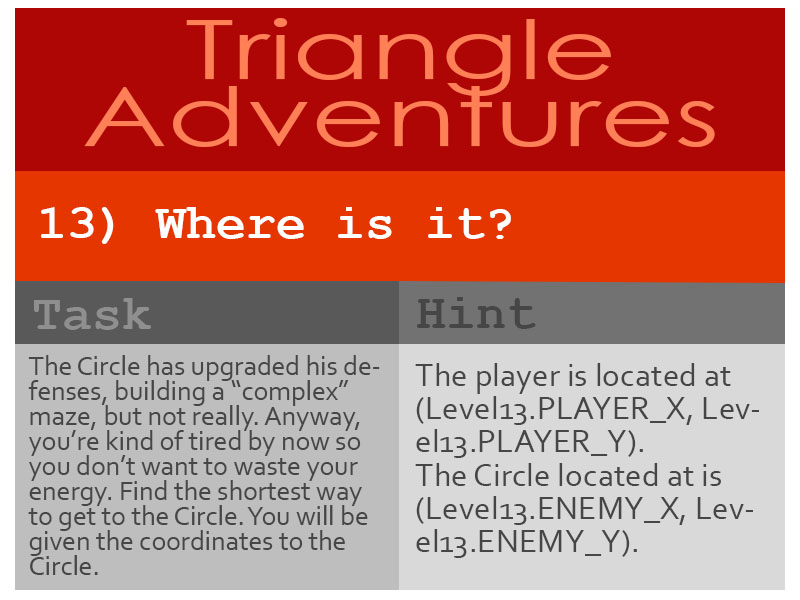 Triangle
Adventures
13) Where is it?
Task
The Circle has upgraded his de-
fenses, building a “complex”
maze, but not really. Anyway,
you’re kind of tired by now so
you don’t want to waste your
energy. Find the shortest way
to get to the Circle. You will be
given the coordinates to the
Circle.
Hint
The player is located at
(Level13.PLAYER_X, Lev-
el13.PLAYER_Y).
The Circle located at is
(Level13.ENEMY_X, Lev-
el13.ENEMY_Y).